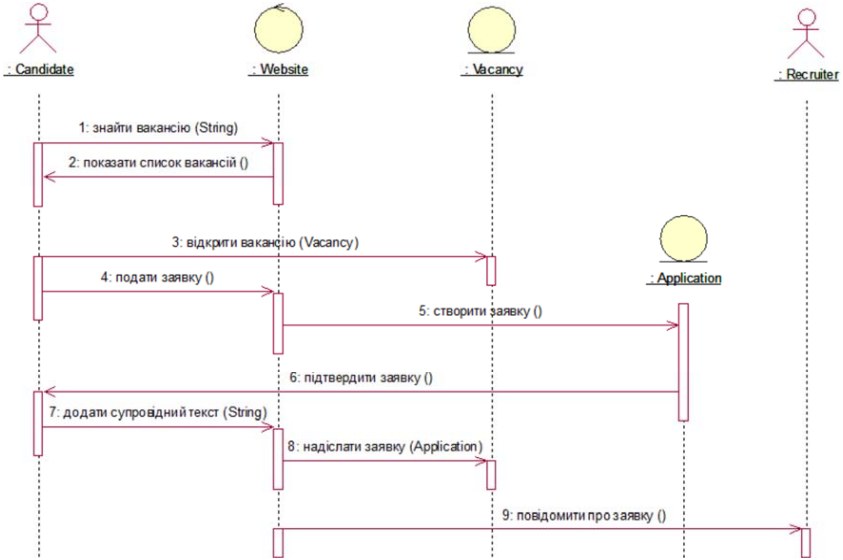 : Candidate
: Website
: Vacancy
: Recruiter
1: знайти вакансію (String)
2: показати список вакансій ()
3: відкрити вакансію (Vacancy)
: Application
4: подати заявку ()
5: створити заявку ()
6: підтвердити заявку ()
7: додати супровідний текст (String)
8: надіслати заявку (Application)
9: повідомити про заявку ()